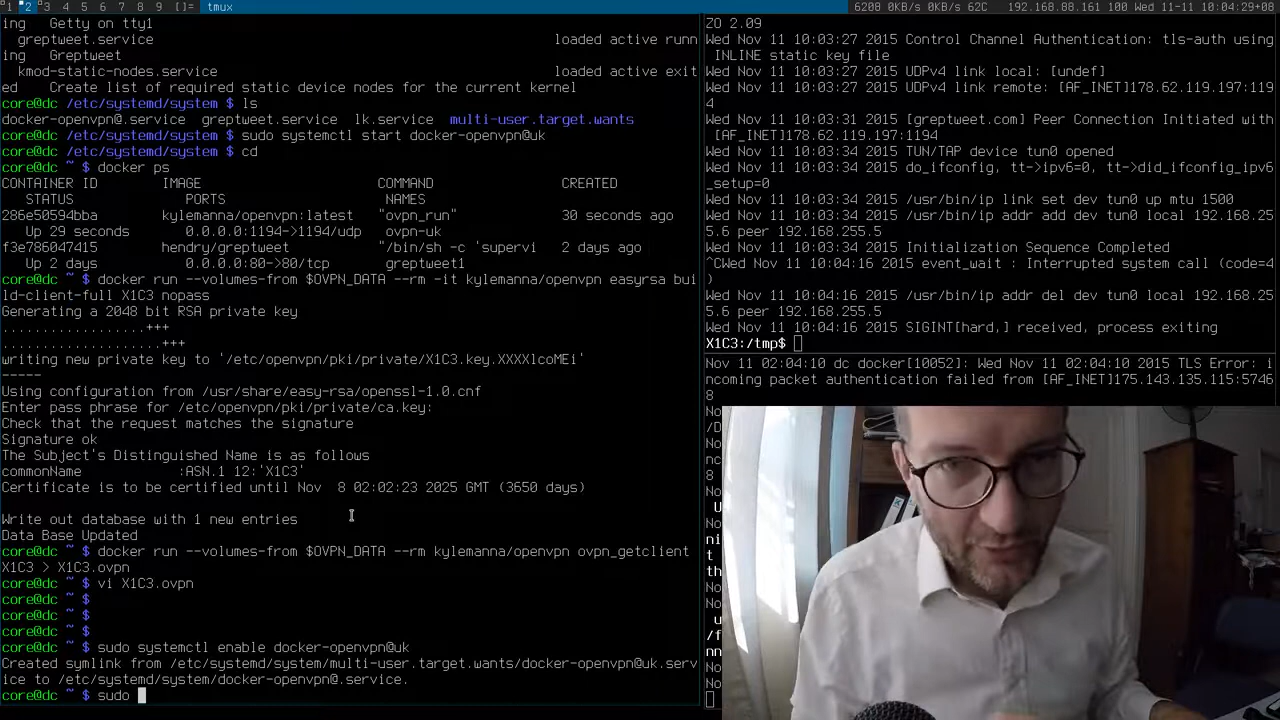 1 2 3 4 5 6 7 8 9 []= tmux 6208 0KB/s 0KB/s 62C 192.168.88.161 100 Wed 11-11 10:04:29+08
ing   Getty on tty1
greptweet.service loaded active runn
ing   Greptweet
kmod-static-nodes.service loaded active exit
ed   Create list of required static device nodes for the current kernel
core@dc /etc/systemd/system $ ls
docker-openvpn@.service  greptweet.service  lk.service  multi-user.target.wants
core@dc /etc/systemd/system $ sudo systemctl start docker-openvpn@uk
core@dc /etc/systemd/system $ cd
core@dc ~ $ docker ps
CONTAINER ID        IMAGE                      COMMAND                CREATED
STATUS              PORTS                    NAMES
286e50594bba        kylemanna/openvpn:latest   "ovpn_run"             30 seconds ago
Up 29 seconds       0.0.0.0:1194->1194/udp   ovpn-uk
f3e786047415        hendry/greptweet           "/bin/sh -c 'supervi   2 days ago
Up 2 days           0.0.0.0:80->80/tcp       greptweet1
core@dc ~ $ docker run --volumes-from $OVPN_DATA --rm -it kylemanna/openvpn easyrsa bui
ld-client-full X1C3 nopass
Generating a 2048 bit RSA private key
..................+++
....................+++
writing new private key to '/etc/openvpn/pki/private/X1C3.key.XXXXlcoMEi'
-----
Using configuration from /usr/share/easy-rsa/openssl-1.0.cnf
Enter pass phrase for /etc/openvpn/pki/private/ca.key:
Check that the request matches the signature
Signature ok
The Subject's Distinguished Name is as follows
commonName            :ASN.1 12:'X1C3'
Certificate is to be certified until Nov  8 02:02:23 2025 GMT (3650 days)
Write out database with 1 new entries
Data Base Updated
core@dc ~ $ docker run --volumes-from $OVPN_DATA --rm kylemanna/openvpn ovpn_getclient
X1C3 > X1C3.ovpn
core@dc ~ $ vi X1C3.ovpn
core@dc ~ $
core@dc ~ $
core@dc ~ $
core@dc ~ $ sudo systemctl enable docker-openvpn@uk
Created symlink from /etc/systemd/system/multi-user.target.wants/docker-openvpn@uk.serv
ice to /etc/systemd/system/docker-openvpn@.service.
core@dc ~ $ sudo
ZO 2.09
Wed Nov 11 10:03:27 2015 Control Channel Authentication: tls-auth using
INLINE static key file
Wed Nov 11 10:03:27 2015 UDPv4 link local: [undef]
Wed Nov 11 10:03:27 2015 UDPv4 link remote: [AF_INET]178.62.119.197:119
4
Wed Nov 11 10:03:31 2015 [greptweet.com] Peer Connection Initiated with
[AF_INET]178.62.119.197:1194
Wed Nov 11 10:03:34 2015 TUN/TAP device tun0 opened
Wed Nov 11 10:03:34 2015 do_ifconfig, tt->ipv6=0, tt->did_ifconfig_ipv6
_setup=0
Wed Nov 11 10:03:34 2015 /usr/bin/ip link set dev tun0 up mtu 1500
Wed Nov 11 10:03:34 2015 /usr/bin/ip addr add dev tun0 local 192.168.25
5.6 peer 192.168.255.5
Wed Nov 11 10:03:34 2015 Initialization Sequence Completed
^CWed Nov 11 10:04:16 2015 event_wait : Interrupted system call (code=4
)
Wed Nov 11 10:04:16 2015 /usr/bin/ip addr del dev tun0 local 192.168.25
5.6 peer 192.168.255.5
Wed Nov 11 10:04:16 2015 SIGINT[hard,] received, process exiting
X1C3:/tmp$
Nov 11 02:04:10 dc docker[10052]: Wed Nov 11 02:04:10 2015 TLS Error: i
ncoming packet authentication failed from [AF_INET]175.143.135.115:5746
8
No
/D
No
nc
8
No
U
No
ni
t
th
No
No
u
/f
nn
No
No